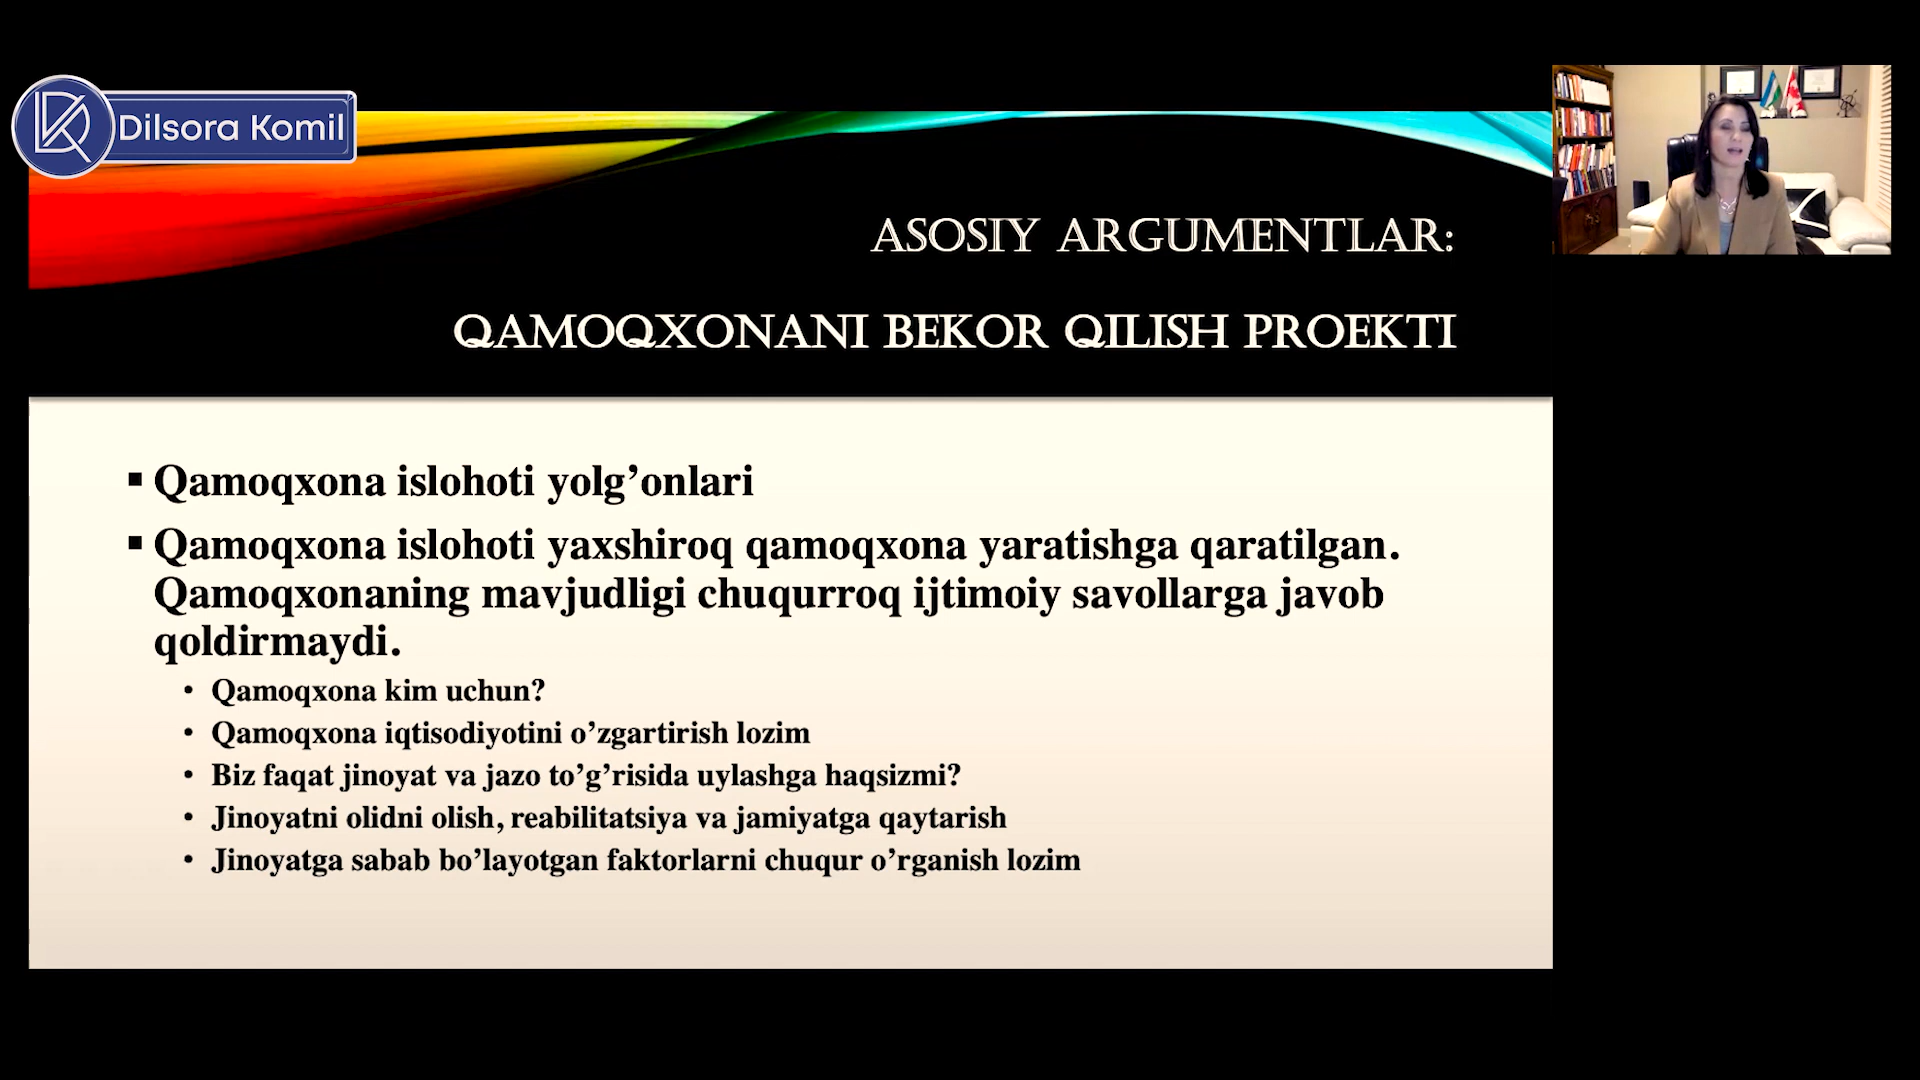 Dilsora Komil
ASOSIY ARGUMENTLAR:
QAMOQXONANI BEKOR QILISH PROEKTI
▪ Qamoqxona islohoti yolg’onlari
▪ Qamoqxona islohoti yaxshiroq qamoqxona yaratishga qaratilgan.
Qamoqxonaning mavjudligi chuqurroq ijtimoiy savollarga javob
qoldirmaydi.
• Qamoqxona kim uchun?
• Qamoqxona iqtisodiyotini o’zgartirish lozim
• Biz faqat jinoyat va jazo to’g’risida uylashga haqsizmi?
• Jinoyatni olidni olish, reabilitatsiya va jamiyatga qaytarish
• Jinoyatga sabab bo’layotgan faktorlarni chuqur o’rganish lozim